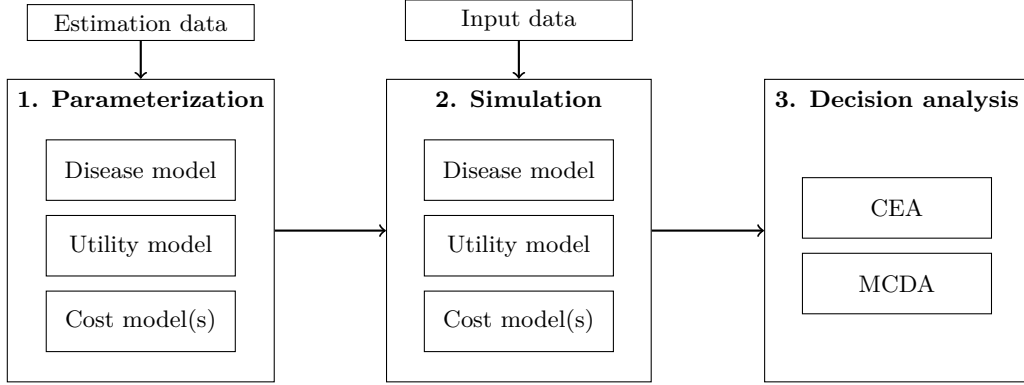 Estimation data
Input data
1. Parameterization
2. Simulation
3. Decision analysis
Disease model
Utility model
Cost model(s)
Disease model
Utility model
Cost model(s)
CEA
MCDA